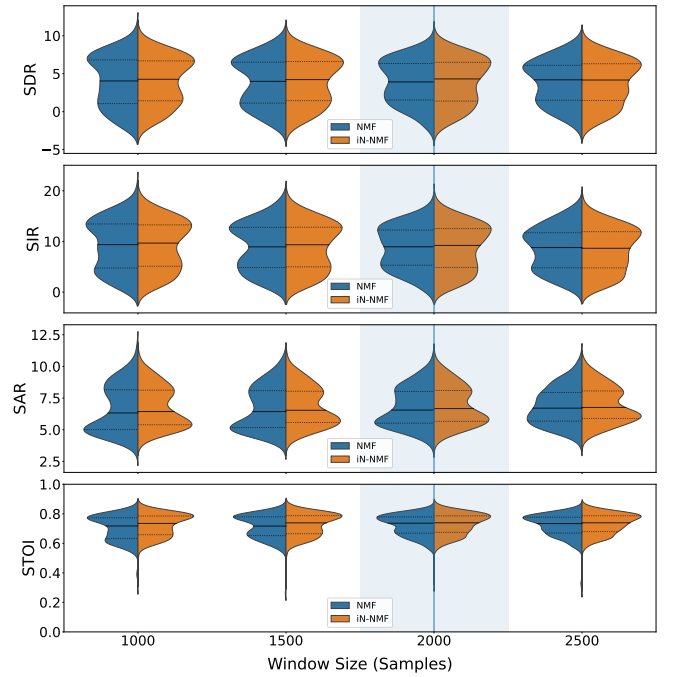 SDR
10
5
0
−5
NMF
iN-NMF
SIR
20
10
0
NMF
iN-NMF
SAR
12.5
10.0
7.5
5.0
2.5
NMF
iN-NMF
STOI
1.0
0.8
0.6
0.4
0.2
0.0
NMF
iN-NMF
1000 1500 2000 2500
Window Size (Samples)